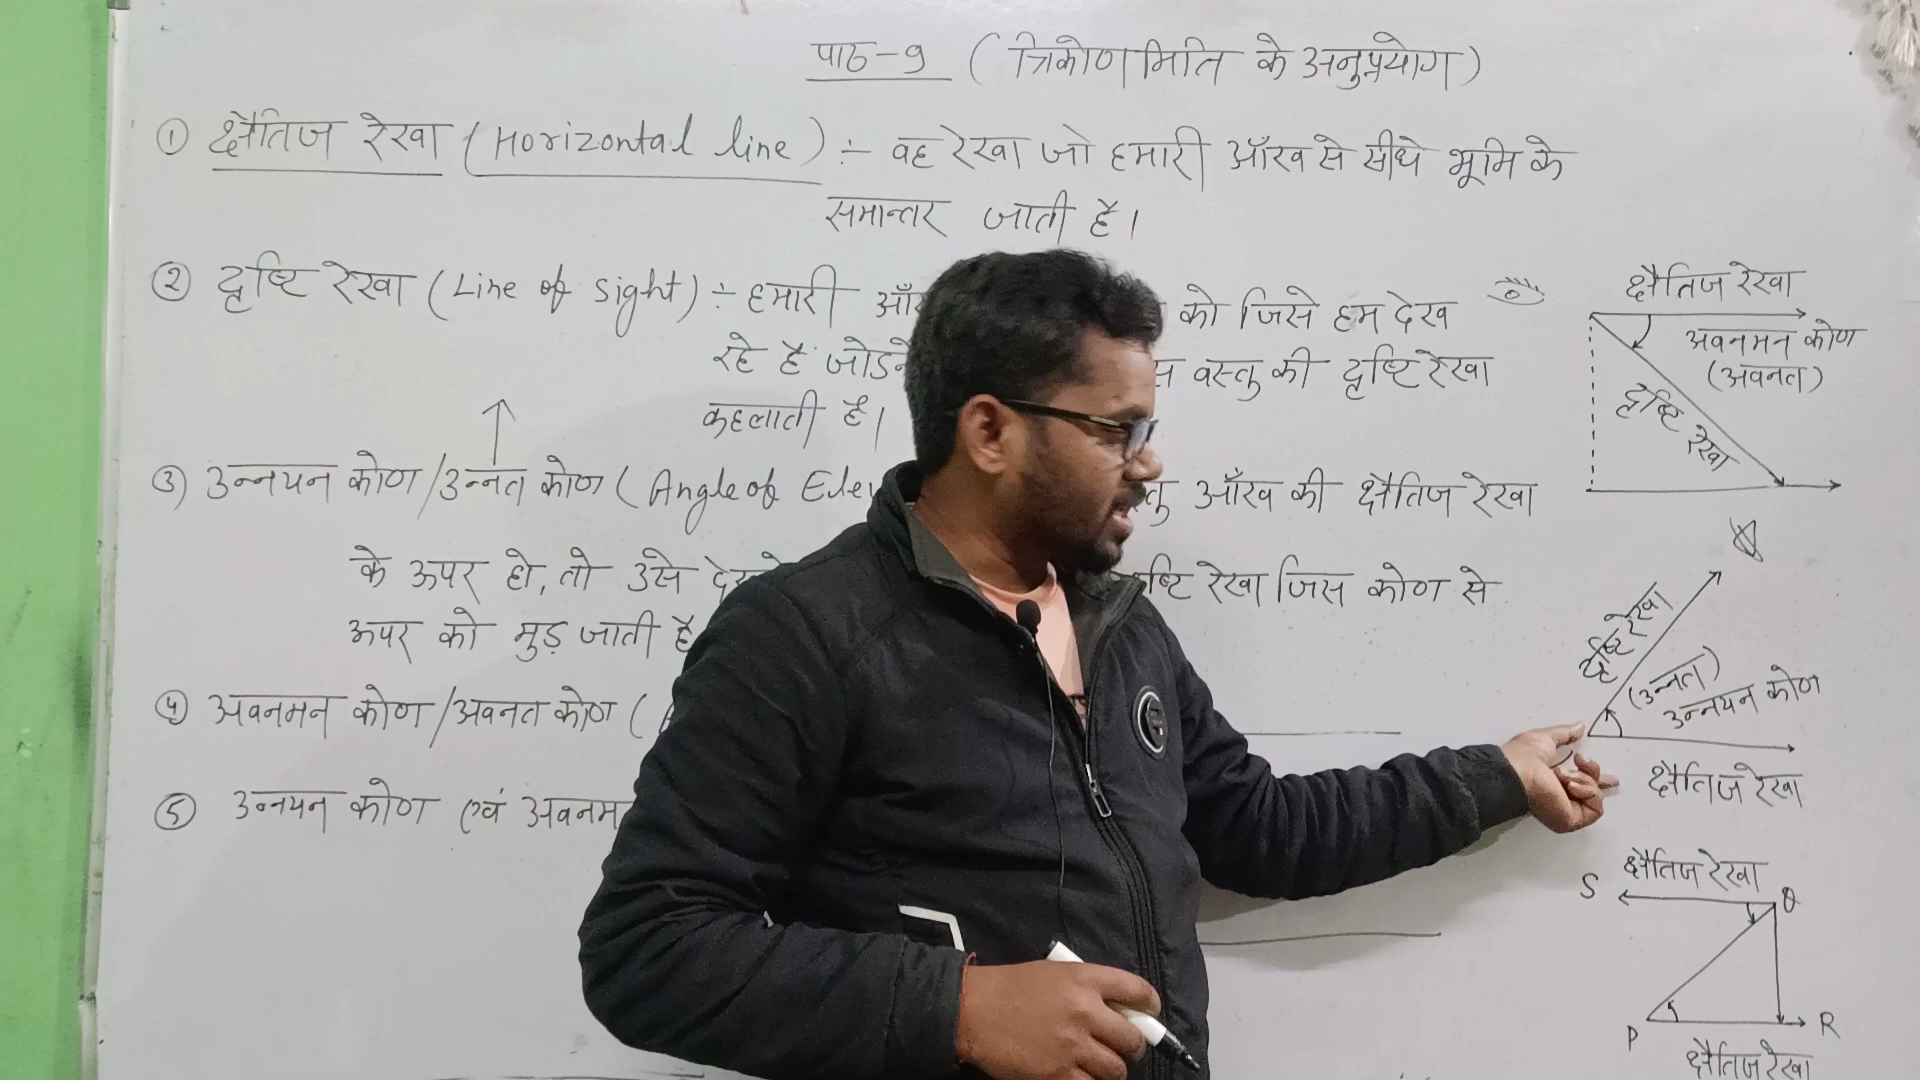 पाठ-9 (त्रिकोणमिति के अनुप्रयोग)
① क्षैतिज रेखा (Horizontal line) ÷ वह रेखा जो हमारी आँख से सीधे भूमि के
समान्तर जाती है।
② दृष्टि रेखा (Line of sight) ÷ हमारी को जिसे हम देख
रहे हैं वस्तु की दृष्टि रेखा
कहलाती है।
③ उन्नयन कोण/उन्नत कोण (Angle of आँख की क्षैतिज रेखा
के ऊपर हो, तो उसे रेखा जिस कोण से
ऊपर को मुड़ जाती है
④ अवनमन कोण/अवनत कोण (
⑤ उन्नयन कोण एवं
क्षैतिज रेखा
अवनमन कोण
(अवनत)
दृष्टि रेखा
दृष्टि रेखा
(उन्नत)
उन्नयन कोण
क्षैतिज रेखा
क्षैतिज रेखा
S Q
P R
क्षैतिज रेखा